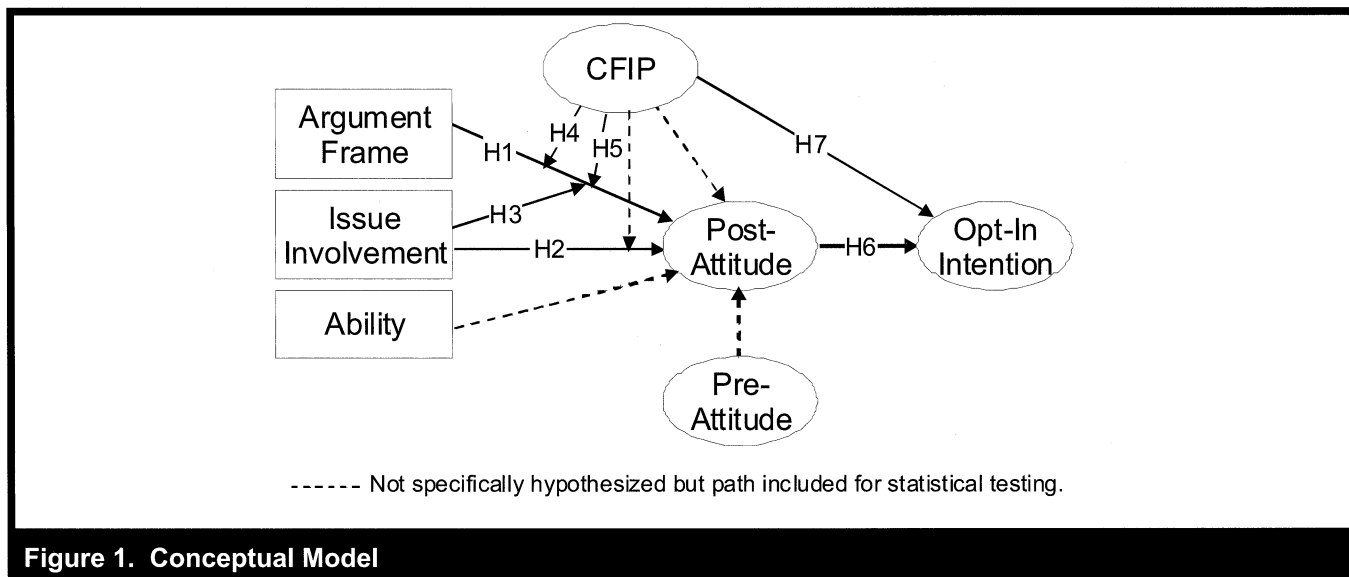 CFIP
Argument
Frame
H1
H4
H5
H7
Issue
Involvement
H3
H2
Post-
Attitude
H6
Opt-In
Intention
Ability
Pre-
Attitude
Not specifically hypothesized but path included for statistical testing.
Figure 1. Conceptual Model